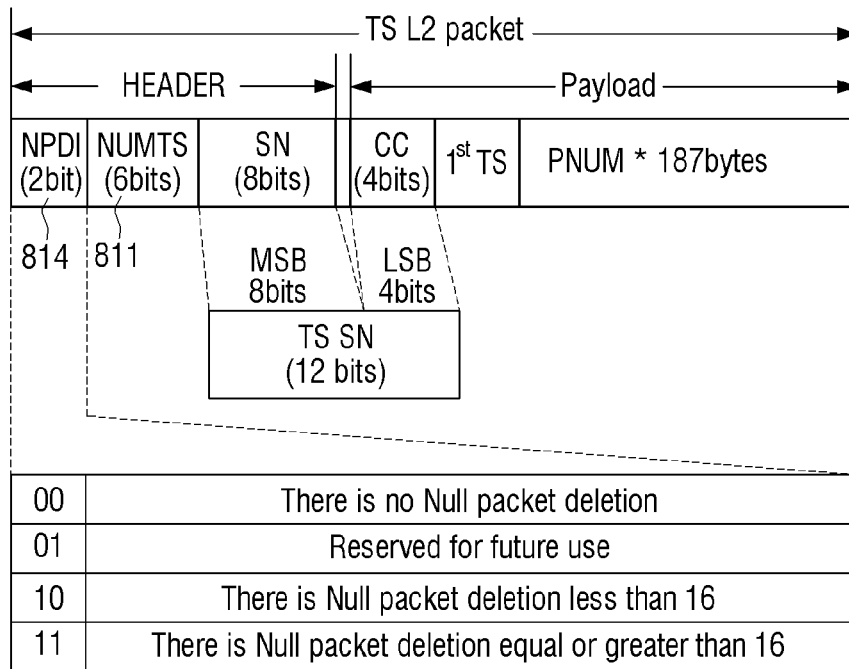 TS L2 packet
HEADER
Payload
NPDI
(2bit)
NUMTS
(6bits)
SN
(8bits)
CC
(4bits)
1st TS
PNUM * 187bytes
814
811
MSB
8bits
LSB
4bits
TS SN
(12 bits)
00
There is no Null packet deletion
01
Reserved for future use
10
There is Null packet deletion less than 16
11
There is Null packet deletion equal or greater than 16